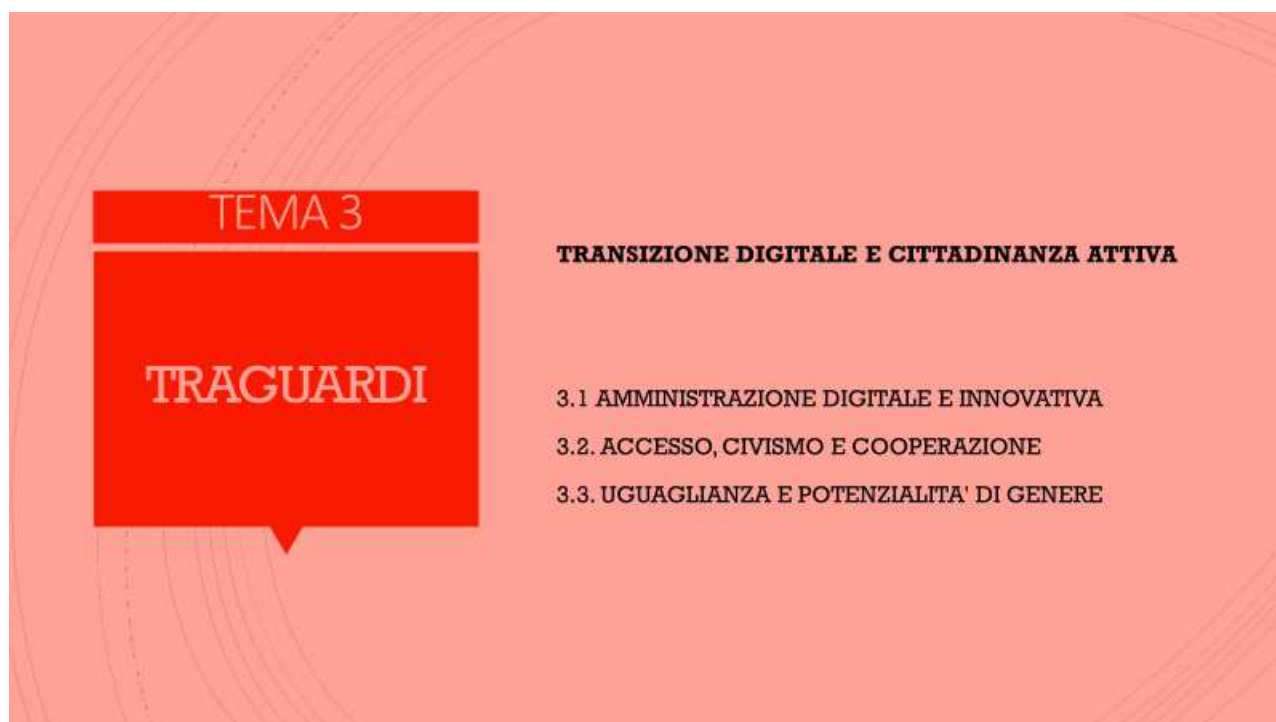 TEMA 3
TRAGUARDI
TRANSIZIONE DIGITALE E CITTADINANZA ATTIVA
3.1 AMMINISTRAZIONE DIGITALE E INNOVATIVA
3.2. ACCESSO, CIVISMO E COOPERAZIONE
3.3. UGUAGLIANZA E POTENZIALITA' DI GENERE